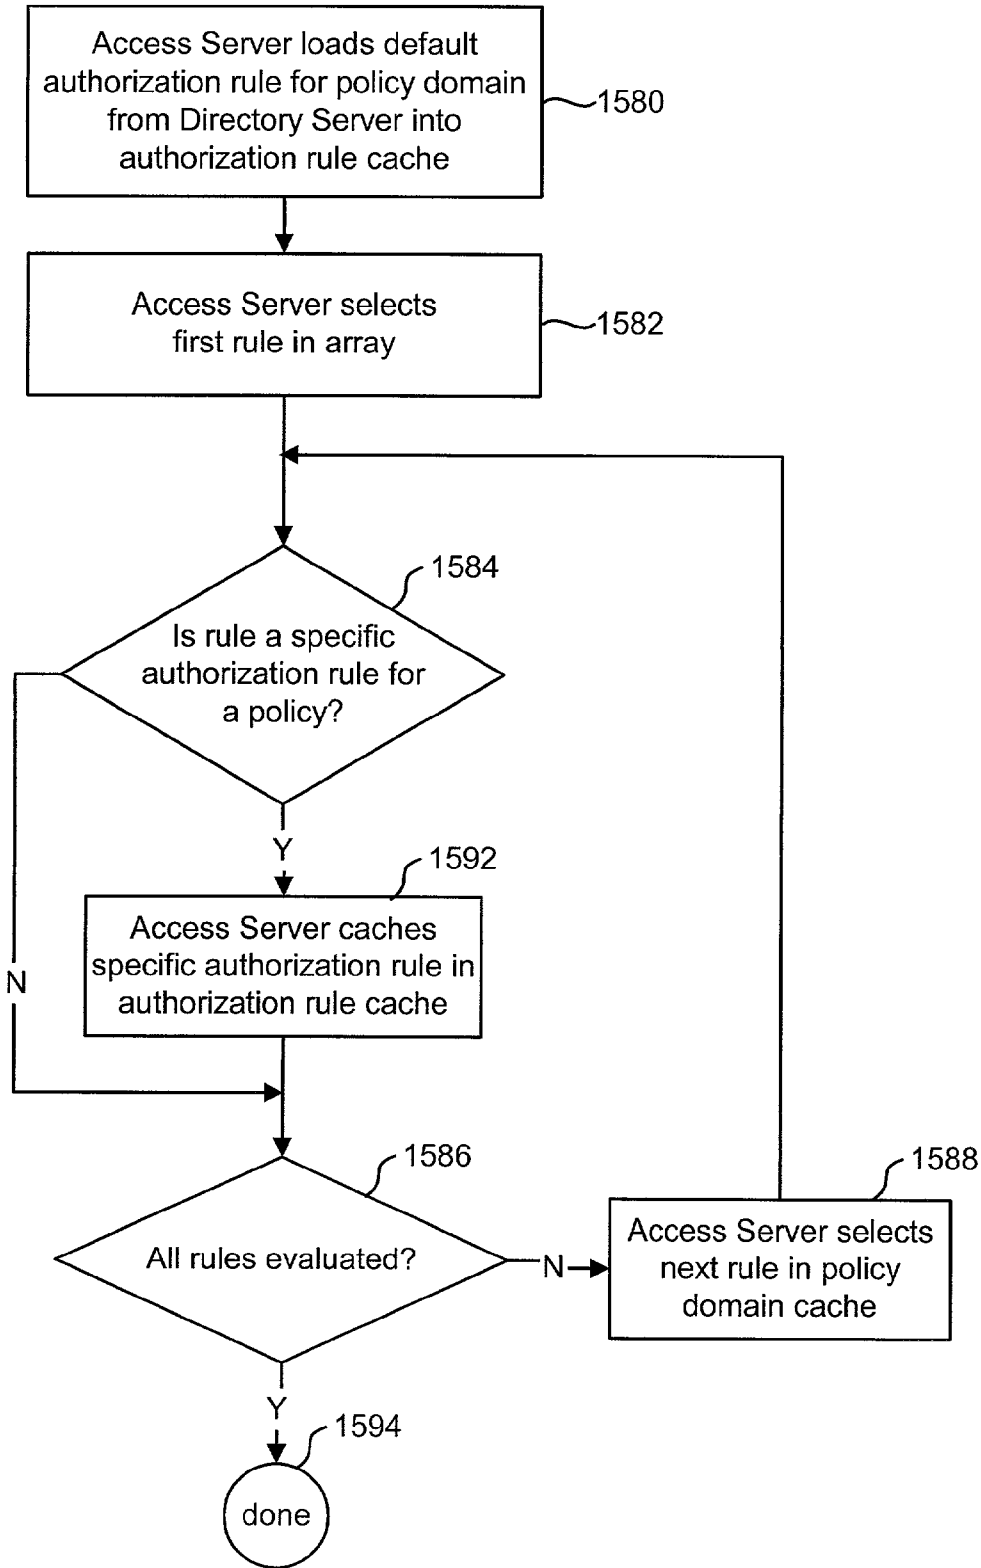 Access Server loads default
authorization rule for policy domain
from Directory Server into
authorization rule cache
1580
Access Server selects
first rule in array
1582
1584
Is rule a specific
authorization rule for
a policy?
Y
1592
Access Server caches
specific authorization rule in
authorization rule cache
N
1586
All rules evaluated?
N
1588
Access Server selects
next rule in policy
domain cache
Y
1594
done